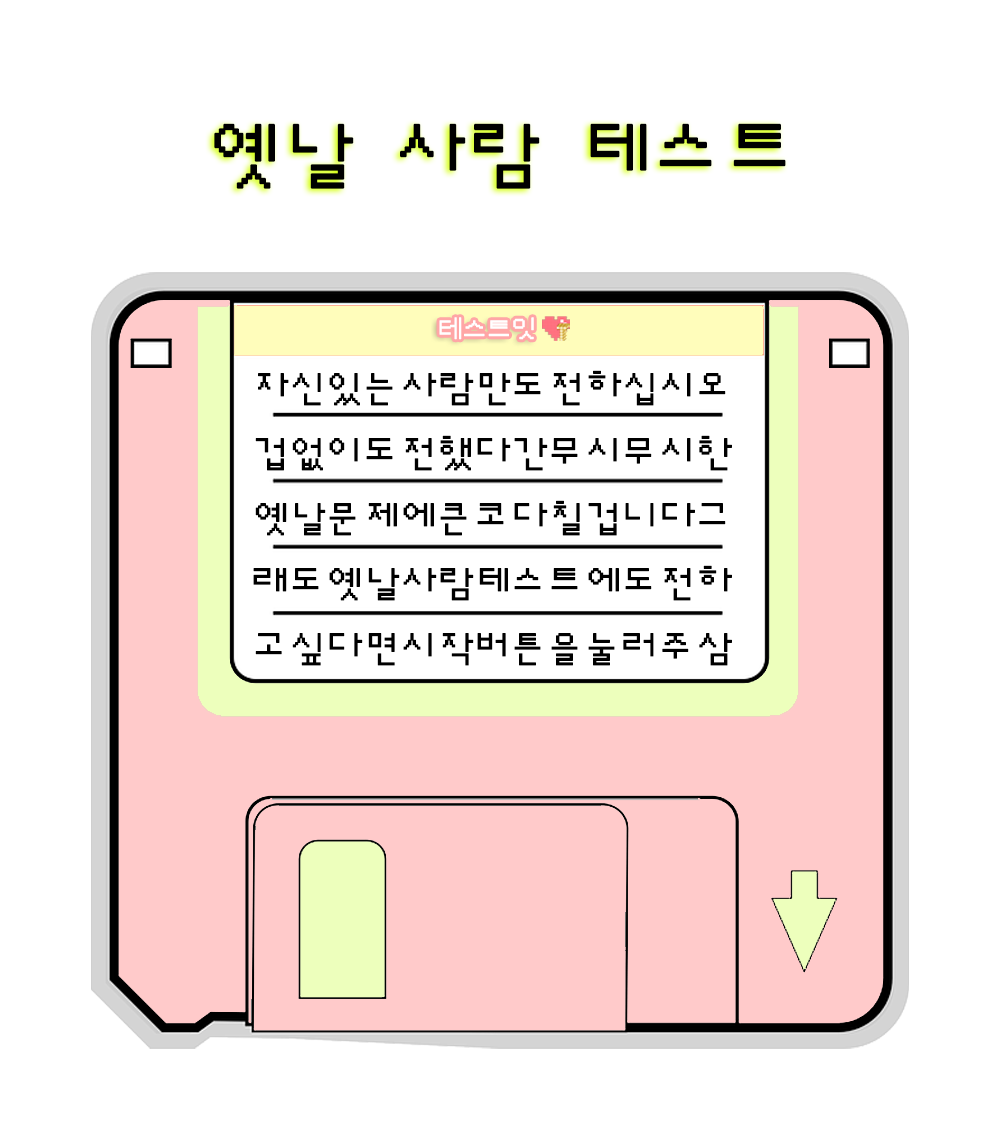 옛날 사람 테스트
테스트밋
자신있는 사람만도 전하십시오
겁없이도 전했다간무 시무 시한
옛날문 제에큰 코 다칠겁니다그
래도 옛날사람테스 트 에도 전하
고 싶다면시 작버튼 을 눌러주 삼